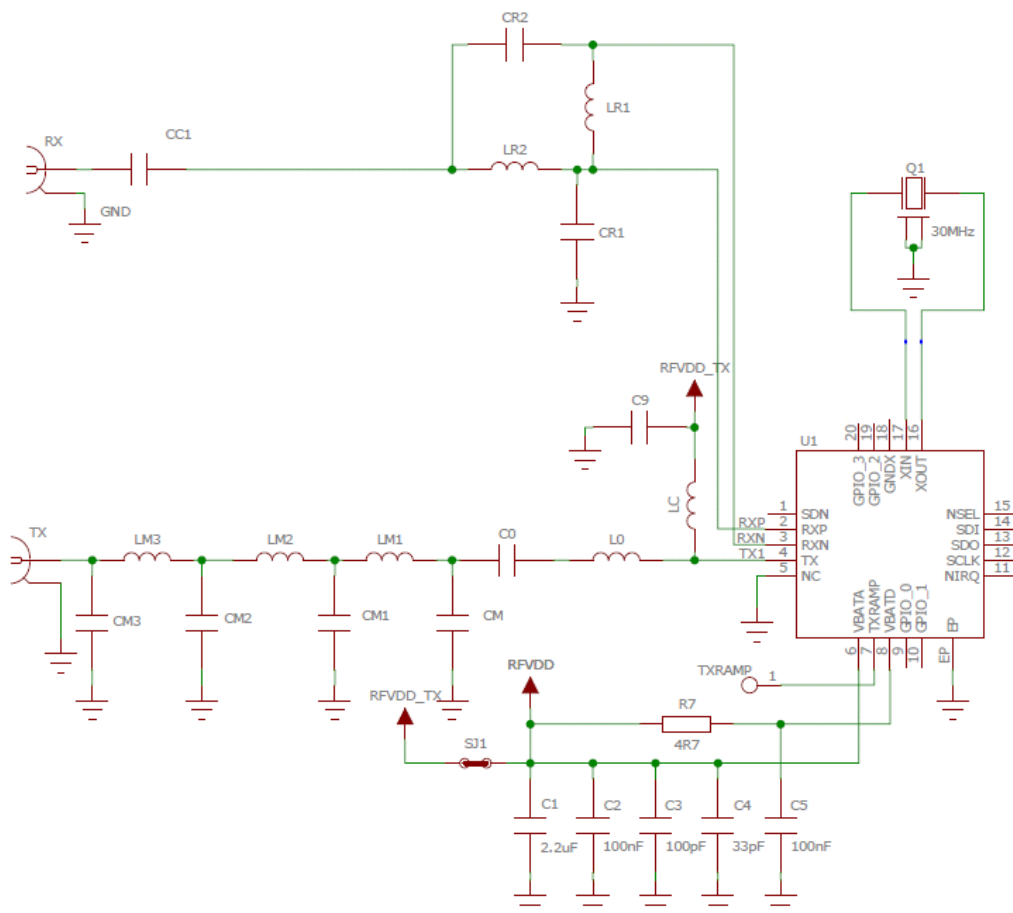 CR2
LR1
RX
CC1
LR2
GND
CR1
Q1
30MHz
RFVDD_TX
C9
LC
U1
20
19
18
17
16
GPIO_3
GPIO_2
GNDX
XIN
XOUT
RXP
RXN
TX1
1
2
3
4
5
SDN
RXP
RXN
TX
NC
NSEL
SDI
SDO
SCLK
NIRQ
15
14
13
12
11
VBATA
TXRAMP
VBATD
GPIO_0
GPIO_1
EP
6
7
8
9
10
EP
TX
LM3
LM2
LM1
C0
L0
CM3
CM2
CM1
CM
TXRAMP
1
RFVDD
RFVDD_TX
R7
4R7
SJ1
C1
2.2uF
C2
100nF
C3
100pF
C4
33pF
C5
100nF